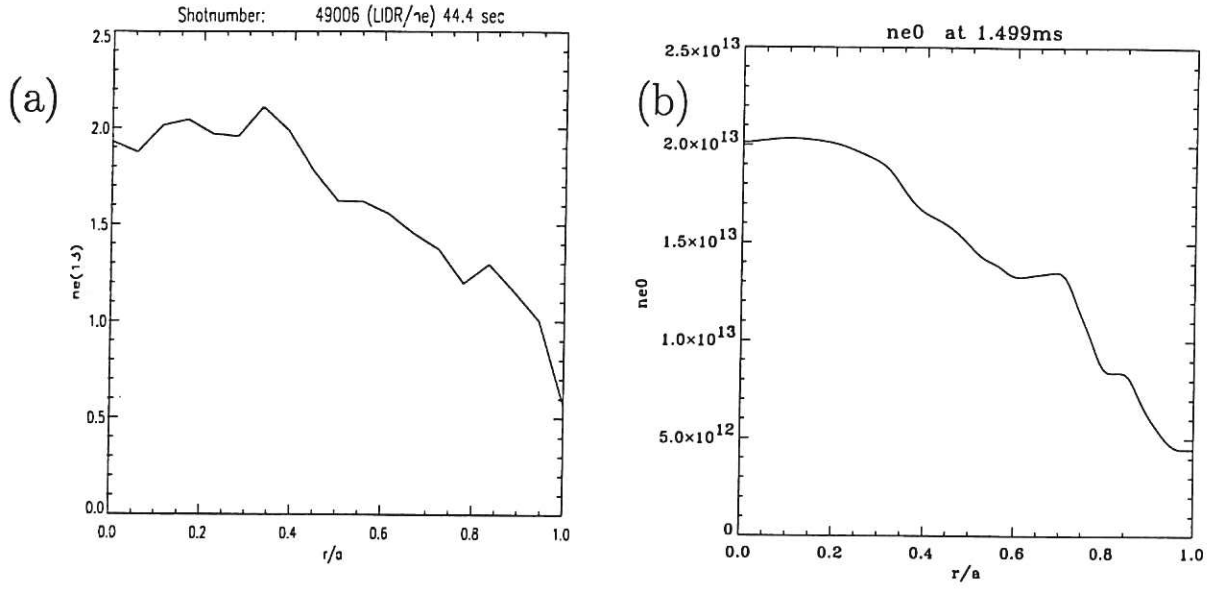 Shotnumber: 49006 (LIDR/ne) 44.4 sec
(a)
2.5
2.0
1.5
1.0
0.5
0.0
ne(13)
0.0 0.2 0.4 0.6 0.8 1.0
r/a
ne0 at 1.499ms
(b)
2.5×10¹³
2.0×10¹³
1.5×10¹³
1.0×10¹³
5.0×10¹²
0
ne0
0.0 0.2 0.4 0.6 0.8 1.0
r/a